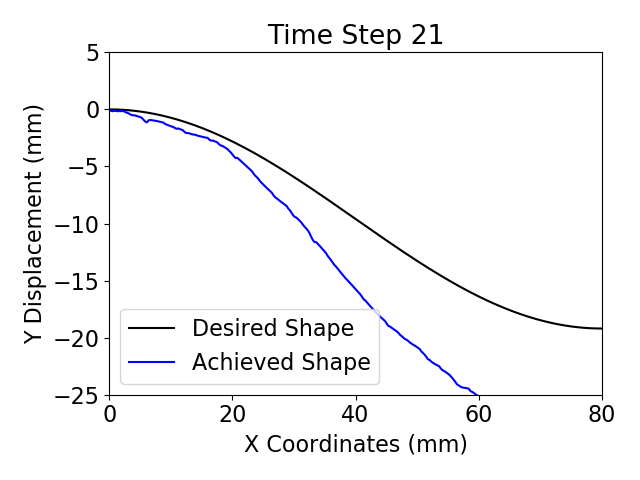 Time Step 21
Y Displacement (mm)
5
0
−5
−10
−15
−20
−25
Desired Shape
Achieved Shape
0
20
40
60
80
X Coordinates (mm)